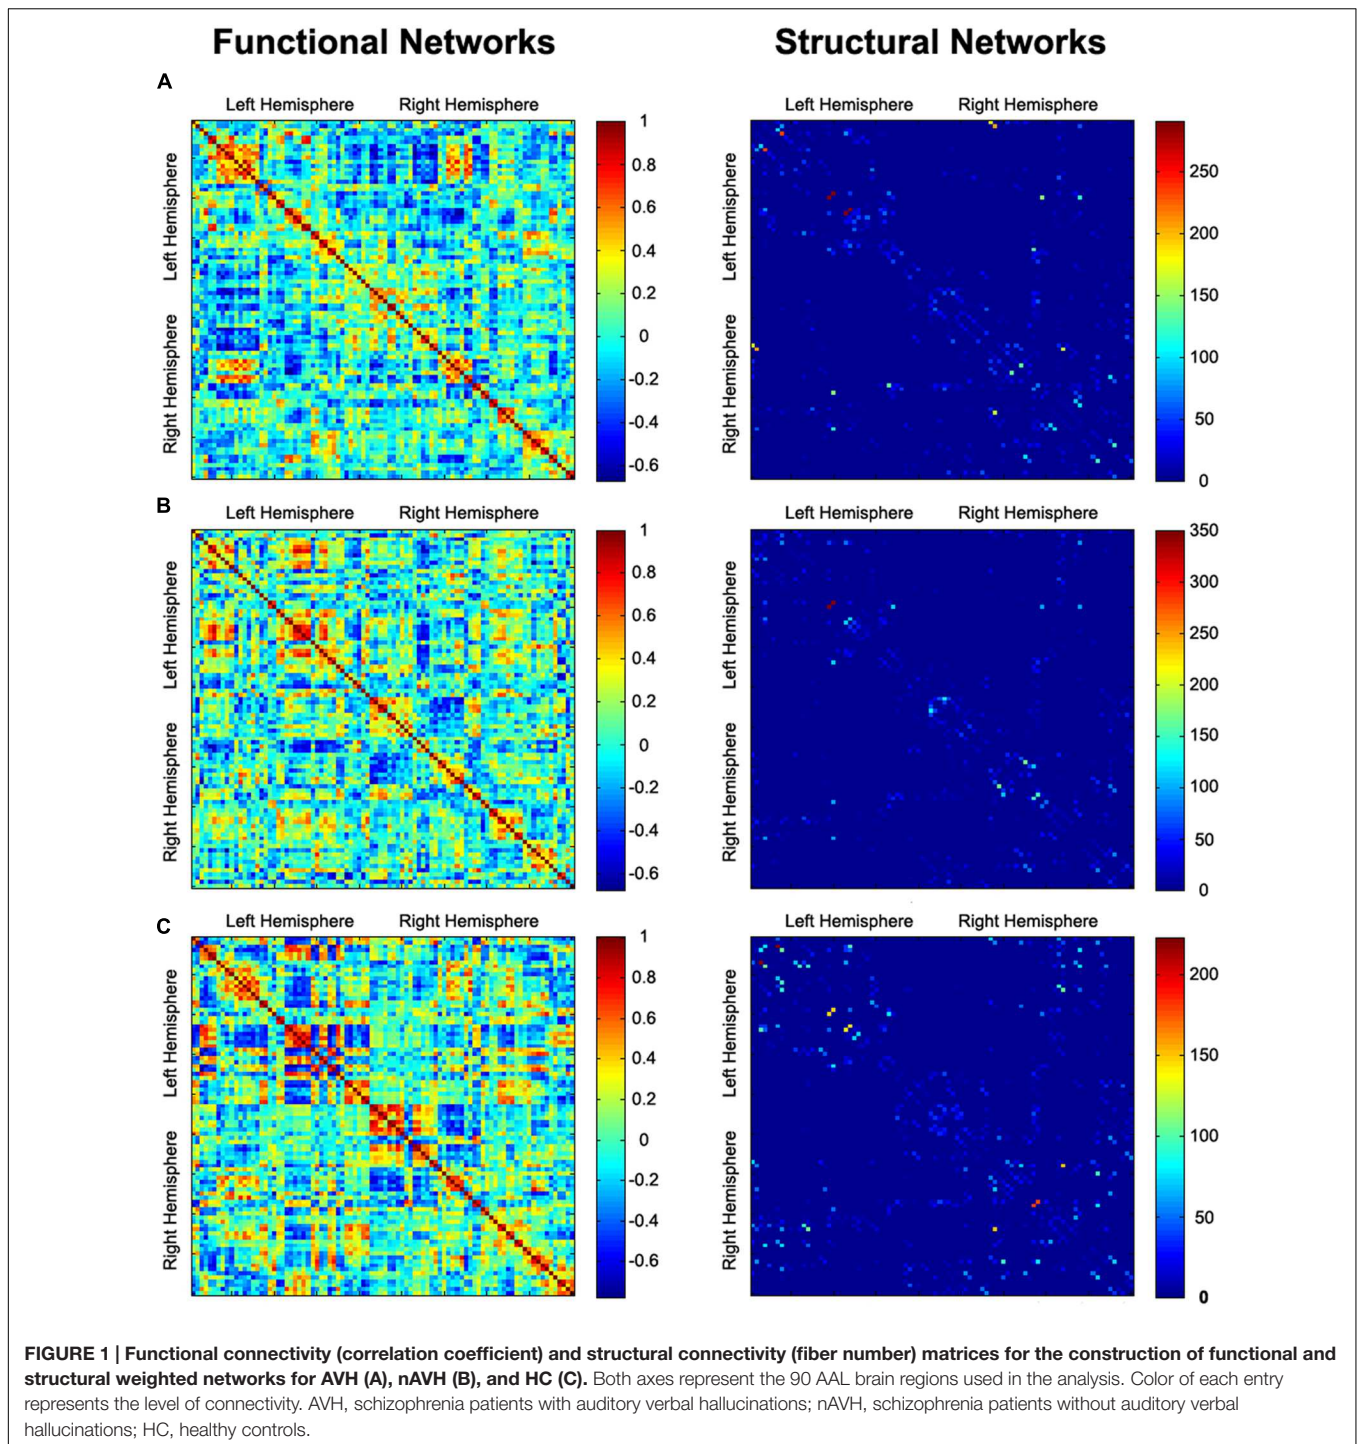 Functional Networks
Structural Networks
A
Left Hemisphere
Right Hemisphere
Left Hemisphere
Right Hemisphere
1
0.8
0.6
0.4
0.2
0
-0.2
-0.4
-0.6
Left Hemisphere
Right Hemisphere
Left Hemisphere
Right Hemisphere
250
200
150
100
50
0
B
Left Hemisphere
Right Hemisphere
Left Hemisphere
Right Hemisphere
1
0.8
0.6
0.4
0.2
0
-0.2
-0.4
-0.6
Left Hemisphere
Right Hemisphere
Left Hemisphere
Right Hemisphere
350
300
250
200
150
100
50
0
C
Left Hemisphere
Right Hemisphere
Left Hemisphere
Right Hemisphere
1
0.8
0.6
0.4
0.2
0
-0.2
-0.4
-0.6
Left Hemisphere
Right Hemisphere
Left Hemisphere
Right Hemisphere
200
150
100
50
0
FIGURE 1 | Functional connectivity (correlation coefficient) and structural connectivity (fiber number) matrices for the construction of functional and
structural weighted networks for AVH (A), nAVH (B), and HC (C). Both axes represent the 90 AAL brain regions used in the analysis. Color of each entry
represents the level of connectivity. AVH, schizophrenia patients with auditory verbal hallucinations; nAVH, schizophrenia patients without auditory verbal
hallucinations; HC, healthy controls.